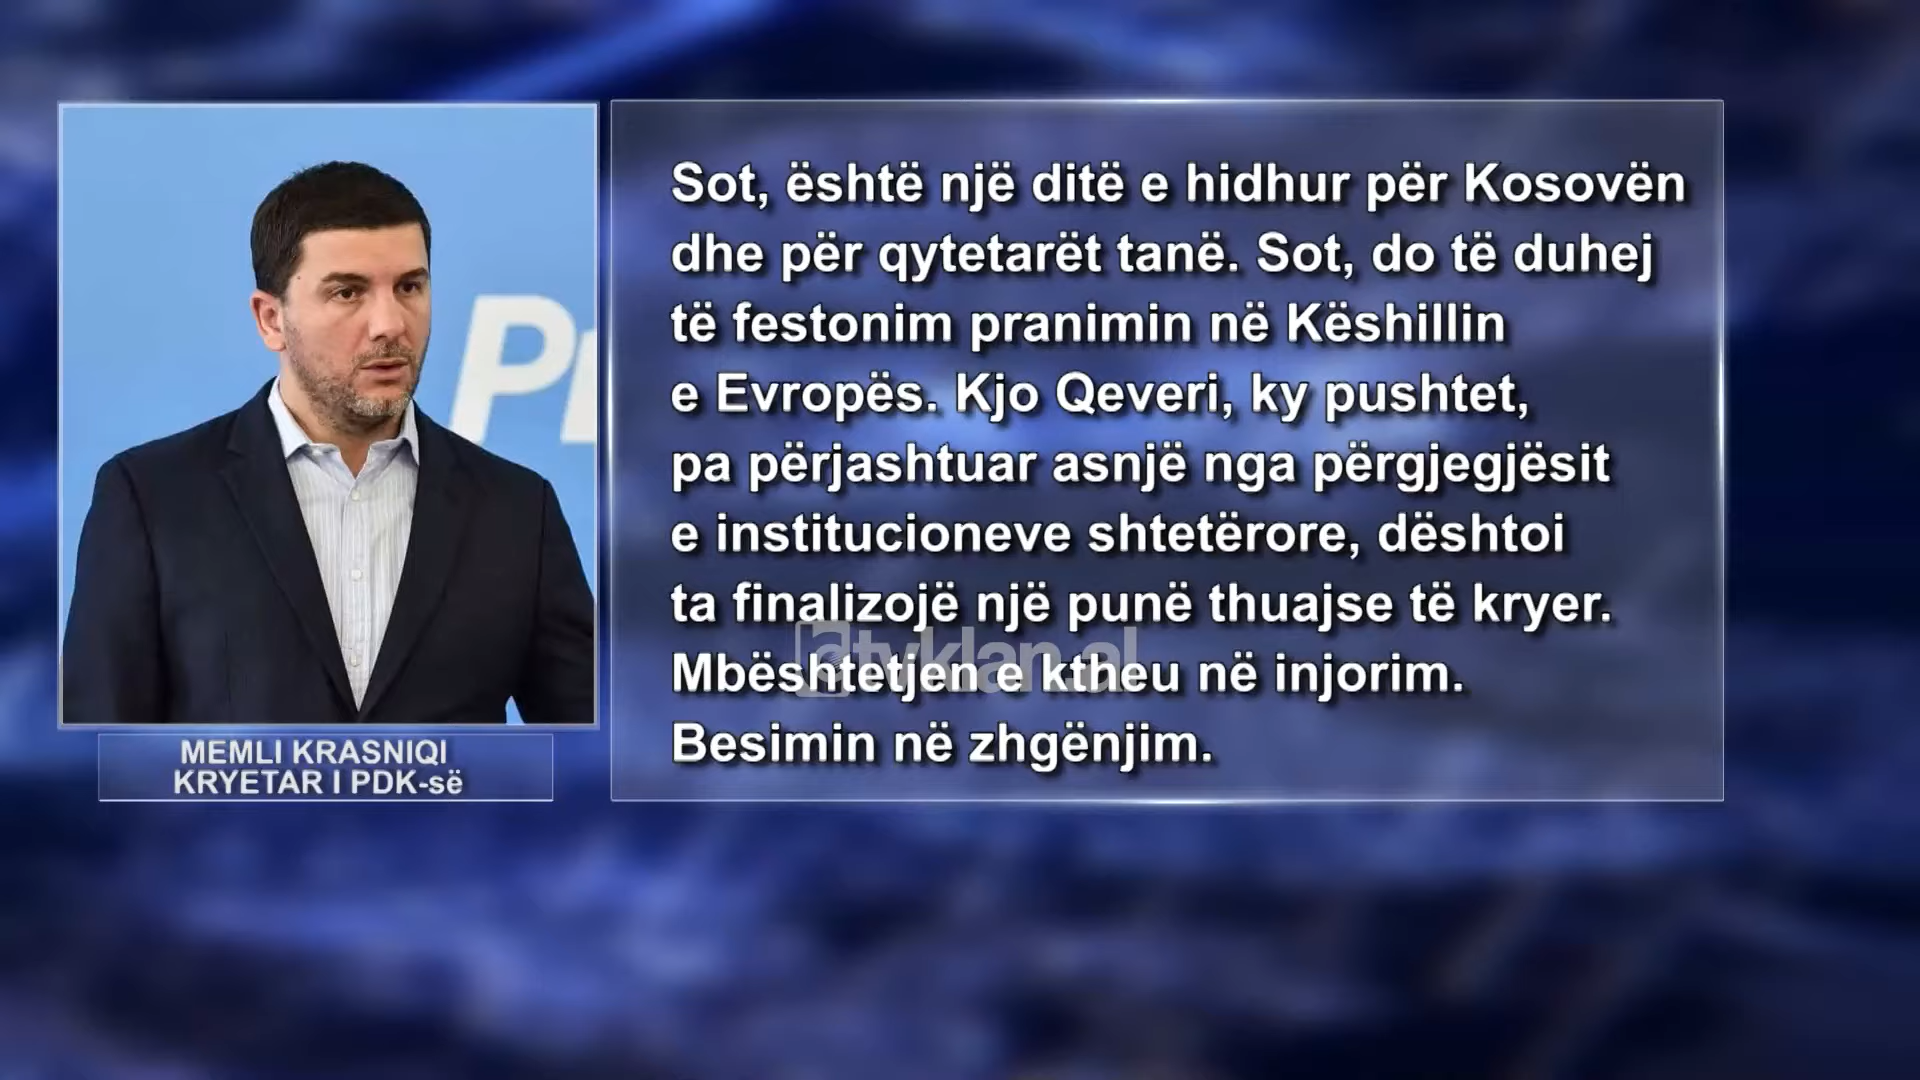 Sot, është një ditë e hidhur për Kosovën
dhe për qytetarët tanë. Sot, do të duhej
të festonim pranimin në Këshillin
e Evropës. Kjo Qeveri, ky pushtet,
pa përjashtuar asnjë nga përgjegjësit
e institucioneve shtetërore, dështoi
ta finalizojë një punë thuajse të kryer.
Mbështetjen e ktheu në injorim.
Besimin në zhgënjim.
tvklan.al
MEMLI KRASNIQI
KRYETAR I PDK-së